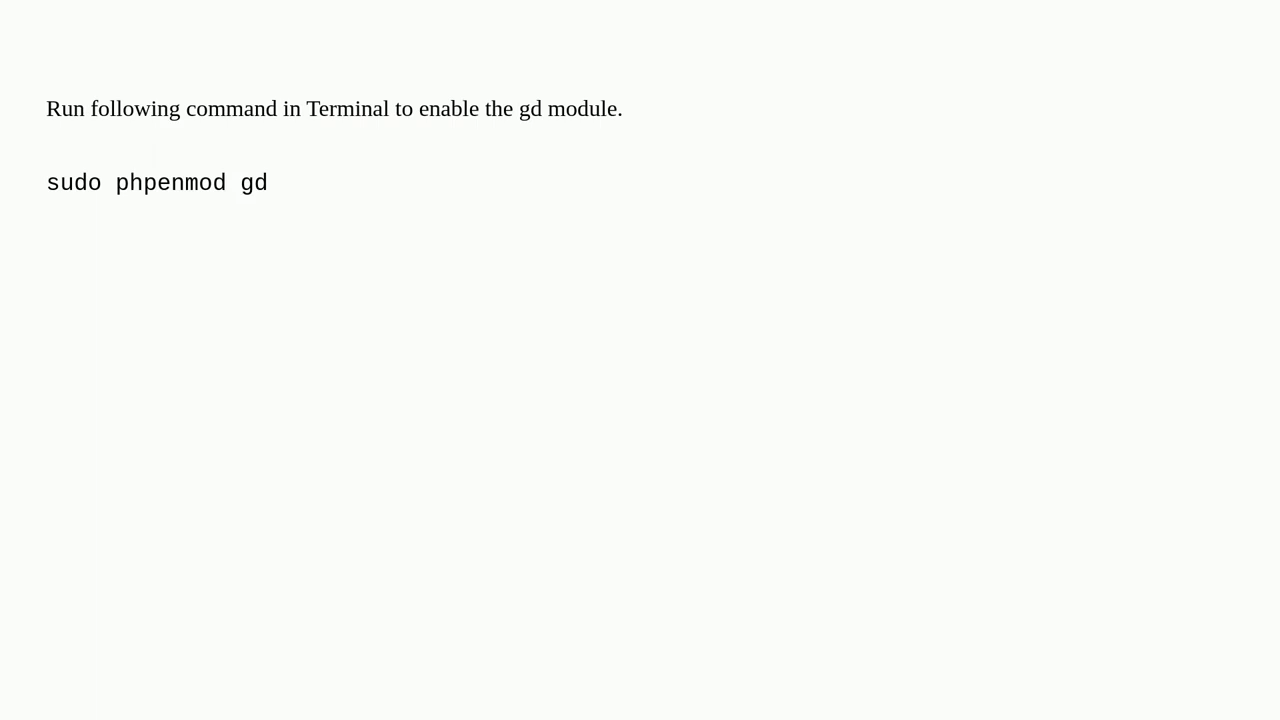 Run following command in Terminal to enable the gd module.
sudo phpenmod gd